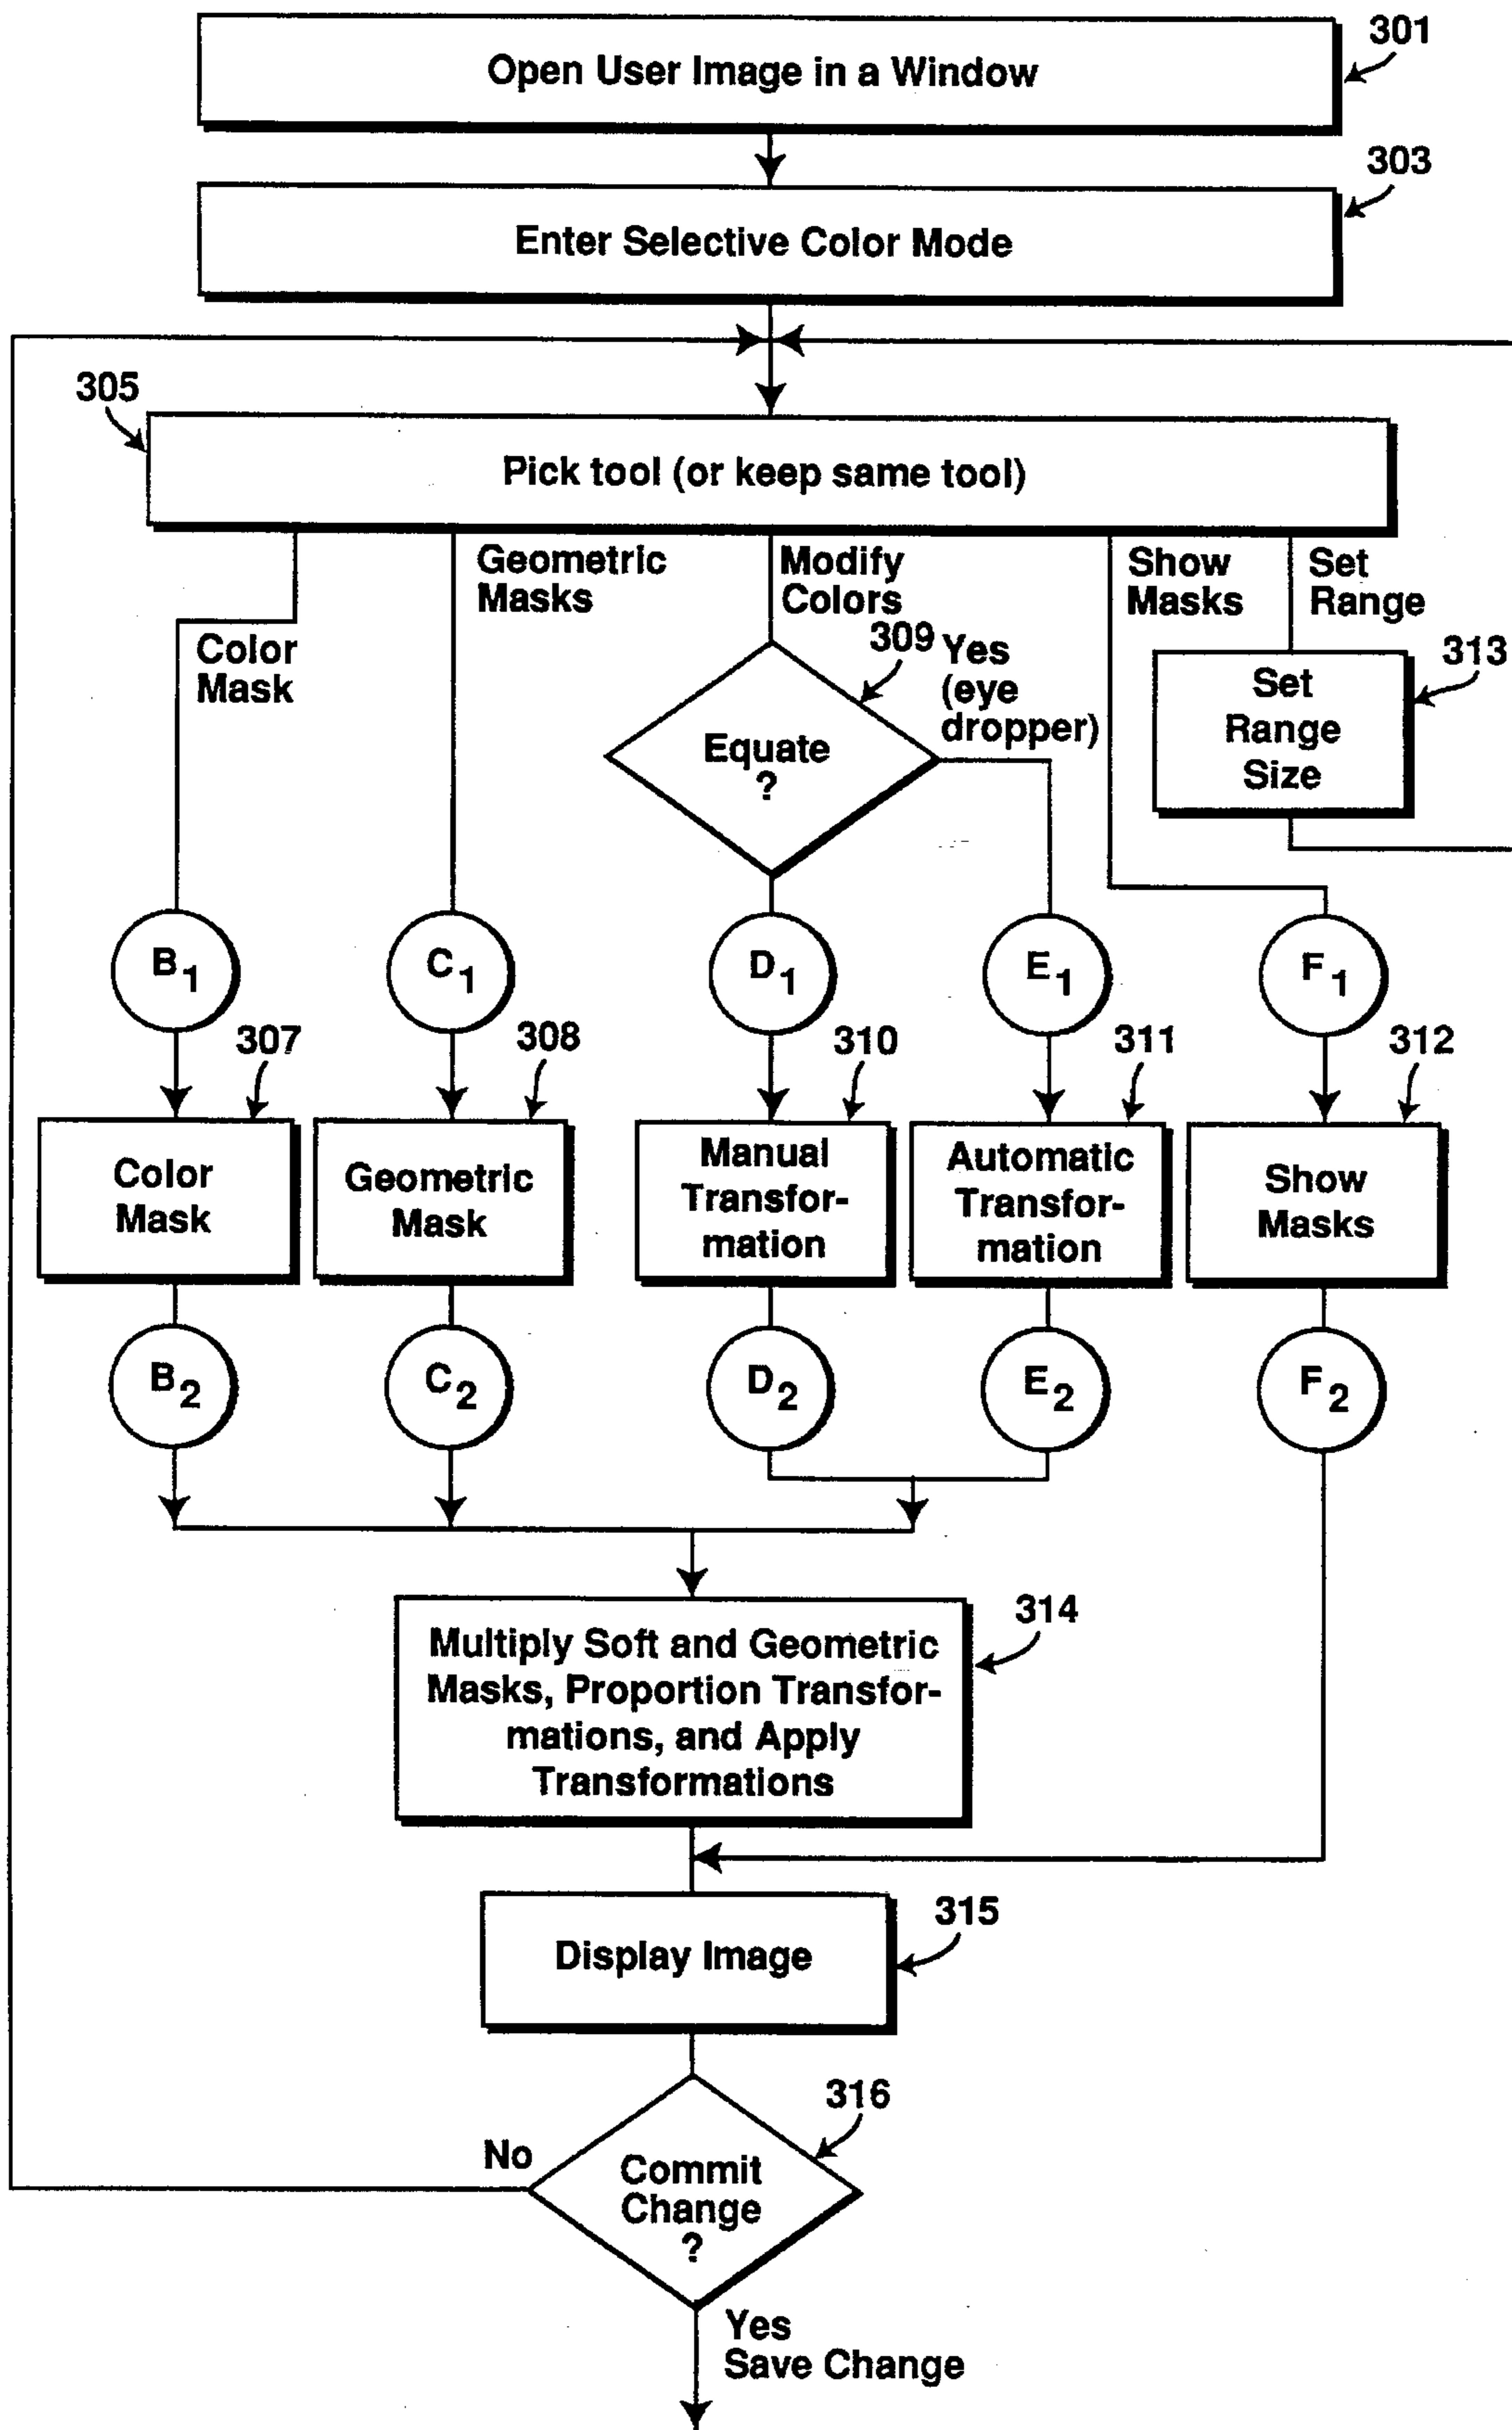 301
Open User Image in a Window
303
Enter Selective Color Mode
305
Pick tool (or keep same tool)
Color
Mask
Geometric
Masks
Modify
Colors
Show
Masks
Set
Range
309
Yes
(eye
dropper)
Equate
?
313
Set
Range
Size
B1
C1
D1
E1
F1
307
308
310
311
312
Color
Mask
Geometric
Mask
Manual
Transfor-
mation
Automatic
Transfor-
mation
Show
Masks
B2
C2
D2
E2
F2
314
Multiply Soft and Geometric
Masks, Proportion Transfor-
mations, and Apply
Transformations
315
Display Image
316
No
Commit
Change
?
Yes
Save Change